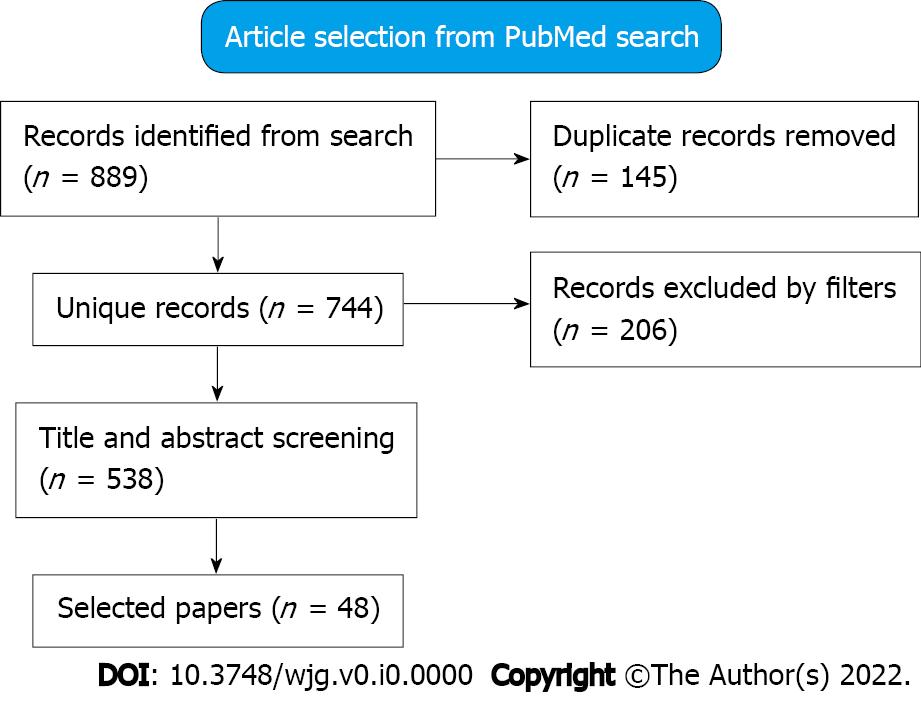 Article selection from PubMed search
Records identified from search
(n = 889)
Duplicate records removed
(n = 145)
Unique records (n = 744)
Records excluded by filters
(n = 206)
Title and abstract screening
(n = 538)
Selected papers (n = 48)
DOI: 10.3748/wjg.v0.i0.0000 Copyright ©The Author(s) 2022.